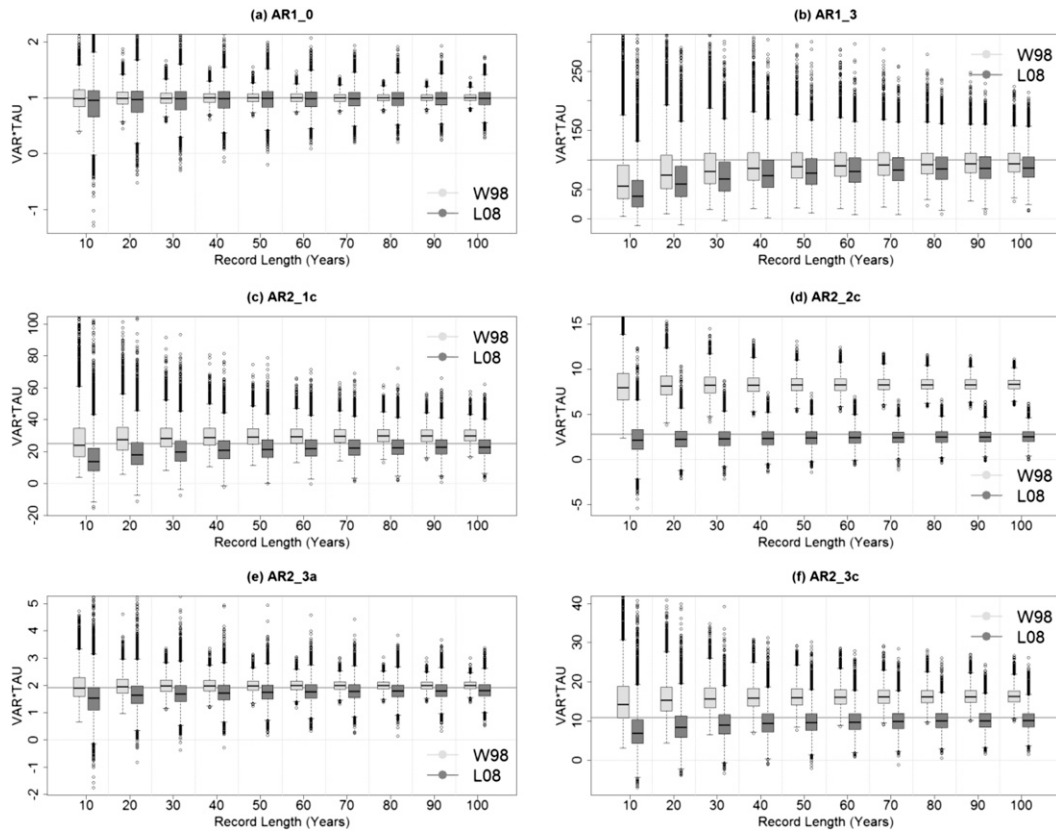 (a) AR1_0
2
1
0
-1
VAR*TAU
W98
L08
10 20 30 40 50 60 70 80 90 100
Record Length (Years)
(b) AR1_3
250
150
50
0
VAR*TAU
W98
L08
10 20 30 40 50 60 70 80 90 100
Record Length (Years)
(c) AR2_1c
100
80
60
40
20
0
20
VAR*TAU
W98
L08
10 20 30 40 50 60 70 80 90 100
Record Length (Years)
(d) AR2_2c
15
10
5
0
-5
VAR*TAU
W98
L08
10 20 30 40 50 60 70 80 90 100
Record Length (Years)
(e) AR2_3a
5
4
3
2
1
0
-1
-2
VAR*TAU
W98
L08
10 20 30 40 50 60 70 80 90 100
Record Length (Years)
(f) AR2_3c
40
30
20
10
0
VAR*TAU
W98
L08
10 20 30 40 50 60 70 80 90 100
Record Length (Years)